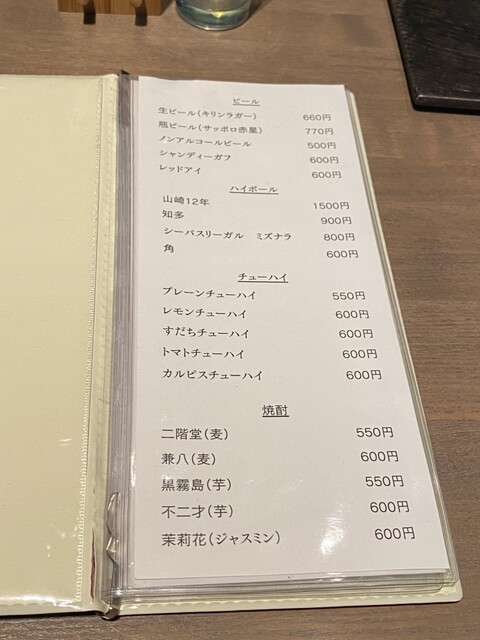 ビール
生ビール(キリンラガー) 660円
瓶ビール(サッポロ赤星) 770円
ノンアルコールビール 500円
シャンディーガフ 600円
レッドアイ 600円
ハイボール
山崎12年 1500円
知多 900円
シーバスリーガル ミズナラ 800円
角 600円
チューハイ
プレーンチューハイ 550円
レモンチューハイ 600円
すだちチューハイ 600円
トマトチューハイ 600円
カルピスチューハイ 600円
焼酎
二階堂(麦) 550円
兼八(麦) 600円
黒霧島(芋) 550円
不二才(芋) 600円
茉莉花(ジャスミン) 600円